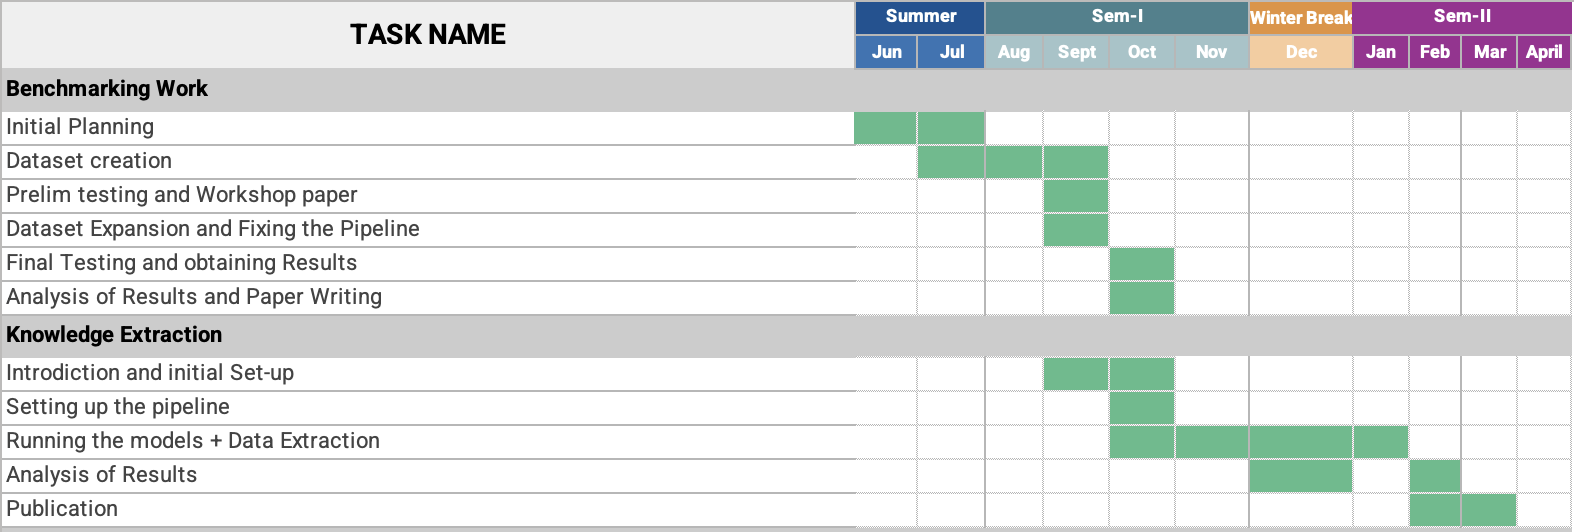 TASK NAME
Summer Sem-I Winter Break Sem-II
Jun Jul Aug Sept Oct Nov Dec Jan Feb Mar April
Benchmarking Work
Initial Planning
Dataset creation
Prelim testing and Workshop paper
Dataset Expansion and Fixing the Pipeline
Final Testing and obtaining Results
Analysis of Results and Paper Writing
Knowledge Extraction
Introdiction and initial Set-up
Setting up the pipeline
Running the models + Data Extraction
Analysis of Results
Publication